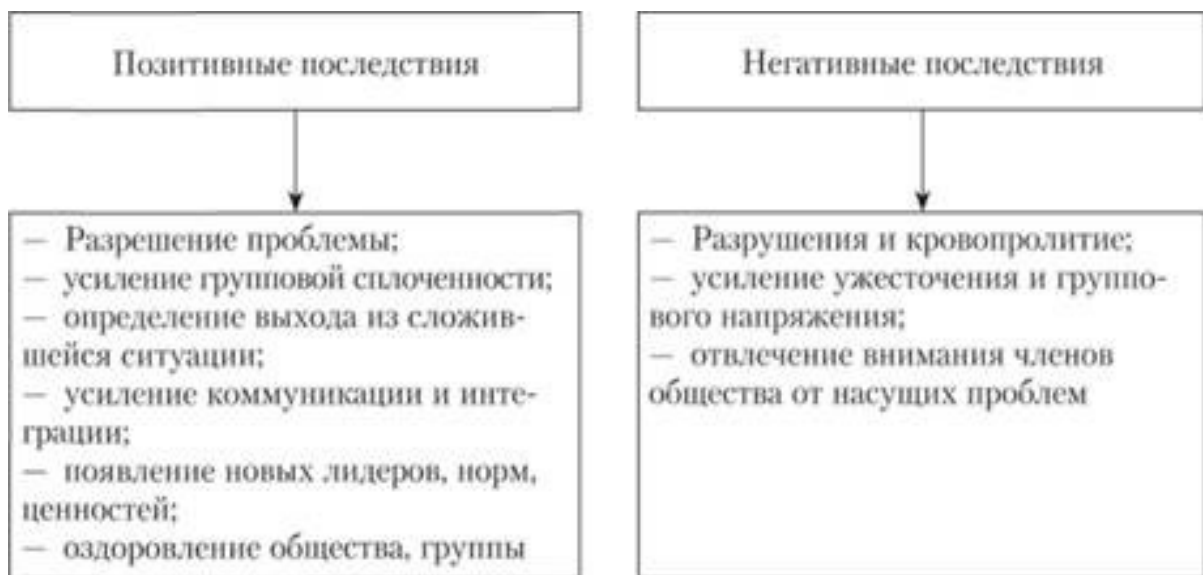 Позитивные последствия
Негативные последствия
— Разрешение проблемы;
— усиление групповой сплоченности;
— определение выхода из сложив-
шейся ситуации;
— усиление коммуникации и инте-
грации;
— появление новых лидеров, норм,
ценностей;
— оздоровление общества, группы
— Разрушения и кровопролитие;
— усиление ужесточения и группо-
вого напряжения;
— отвлечение внимания членов
общества от насущих проблем